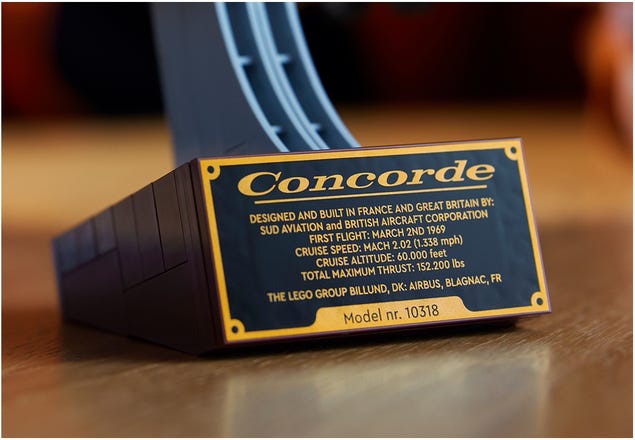 Concorde
DESIGNED AND BUILT IN FRANCE AND GREAT BRITAIN BY:
SUD AVIATION and BRITISH AIRCRAFT CORPORATION
FIRST FLIGHT: MARCH 2ND 1969
CRUISE SPEED: MACH 2.02 (1.338 mph)
CRUISE ALTITUDE: 60.000 feet
TOTAL MAXIMUM THRUST: 152.200 lbs
THE LEGO GROUP BILLUND, DK: AIRBUS, BLAGNAC, FR
Model nr. 10318